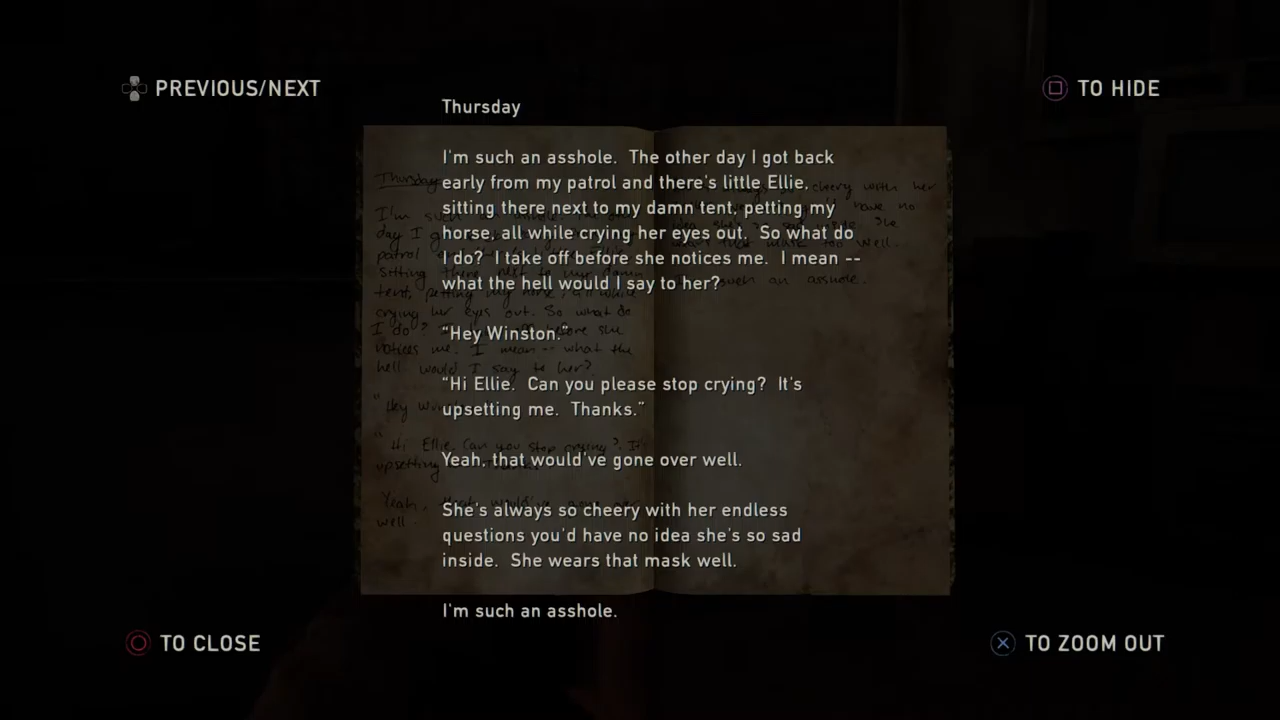 PREVIOUS/NEXT
TO HIDE
Thursday
I'm such an asshole. The other day I got back
early from my patrol and there's little Ellie,
sitting there next to my damn tent, petting my
horse, all while crying her eyes out. So what do
I do? I take off before she notices me. I mean --
what the hell would I say to her?
"Hey Winston."
"Hi Ellie. Can you please stop crying? It's
upsetting me. Thanks."
Yeah, that would've gone over well.
She's always so cheery with her endless
questions you'd have no idea she's so sad
inside. She wears that mask well.
I'm such an asshole.
TO CLOSE
TO ZOOM OUT